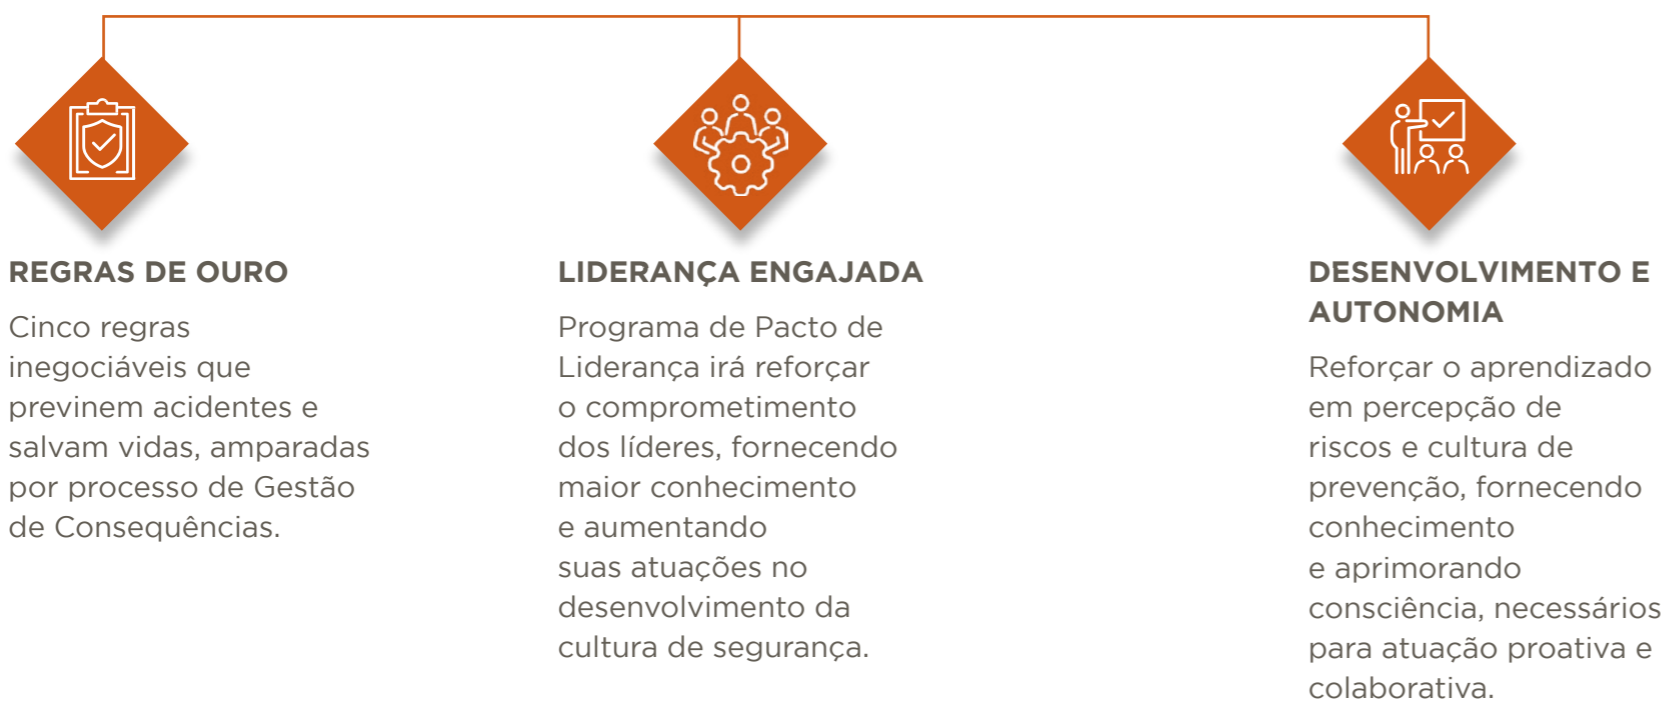 REGRAS DE OURO
Cinco regras
inegociáveis que
previnem acidentes e
salvam vidas, amparadas
por processo de Gestão
de Consequências.
LIDERANÇA ENGAJADA
Programa de Pacto de
Liderança irá reforçar
o comprometimento
dos líderes, fornecendo
maior conhecimento
e aumentando
suas atuações no
desenvolvimento da
cultura de segurança.
DESENVOLVIMENTO E
AUTONOMIA
Reforçar o aprendizado
em percepção de
riscos e cultura de
prevenção, fornecendo
conhecimento
e aprimorando
consciência, necessários
para atuação proativa e
colaborativa.